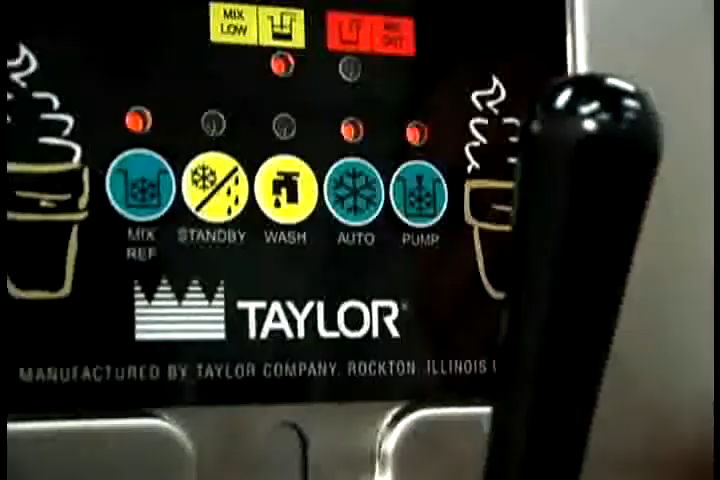 MIX LOW
MIX OUT
MIX REF
STANDBY
WASH
AUTO
PUMP
TAYLOR
MANUFACTURED BY TAYLOR COMPANY, ROCKTON, ILLINOIS